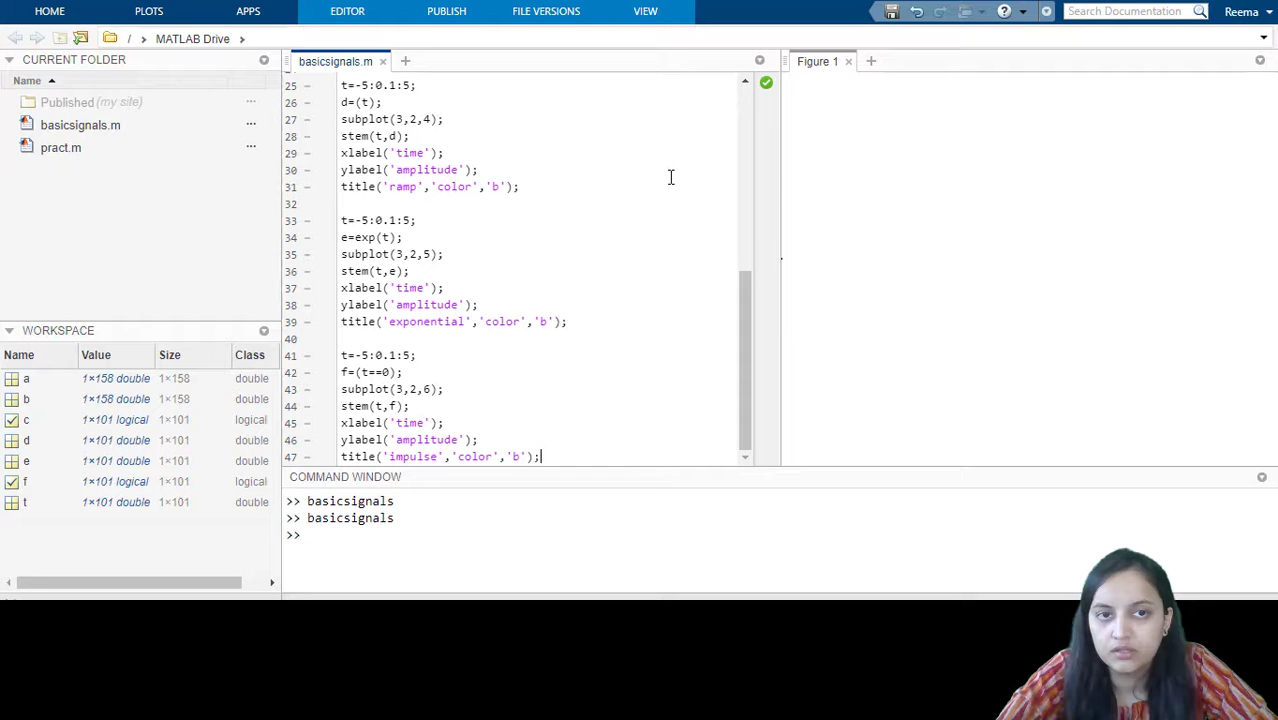 HOME PLOTS APPS EDITOR PUBLISH FILE VERSIONS VIEW Search Documentation Reema
/ MATLAB Drive
CURRENT FOLDER
Name
Published (my site)
basicsignals.m
pract.m
WORKSPACE
Name Value Size Class
a 1×158 double 1×158 double
b 1×158 double 1×158 double
c 1×101 logical 1×101 logical
d 1×101 double 1×101 double
e 1×101 double 1×101 double
f 1×101 logical 1×101 logical
t 1×101 double 1×101 double
basicsignals.m
25 t=-5:0.1:5;
26 d=(t);
27 subplot(3,2,4);
28 stem(t,d);
29 xlabel('time');
30 ylabel('amplitude');
31 title('ramp','color','b');
32
33 t=-5:0.1:5;
34 e=exp(t);
35 subplot(3,2,5);
36 stem(t,e);
37 xlabel('time');
38 ylabel('amplitude');
39 title('exponential','color','b');
40
41 t=-5:0.1:5;
42 f=(t==0);
43 subplot(3,2,6);
44 stem(t,f);
45 xlabel('time');
46 ylabel('amplitude');
47 title('impulse','color','b');
COMMAND WINDOW
>> basicsignals
>> basicsignals
>>
Figure 1